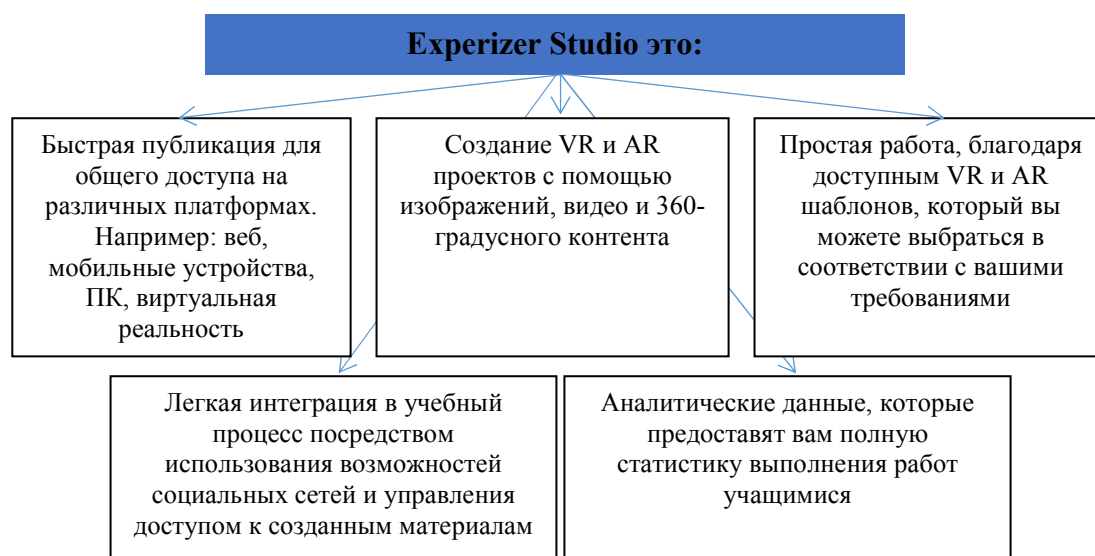 Experizer Studio это:
Быстрая публикация для
общего доступа на
различных платформах.
Например: веб,
мобильные устройства,
ПК, виртуальная
реальность
Создание VR и AR
проектов с помощью
изображений, видео и 360-
градусного контента
Простая работа, благодаря
доступным VR и AR
шаблонов, который вы
можете выбраться в
соответствии с вашими
требованиями
Легкая интеграция в учебный
процесс посредством
использования возможностей
социальных сетей и управления
доступом к созданным материалам
Аналитические данные, которые
предоставят вам полную
статистику выполнения работ
учащимися